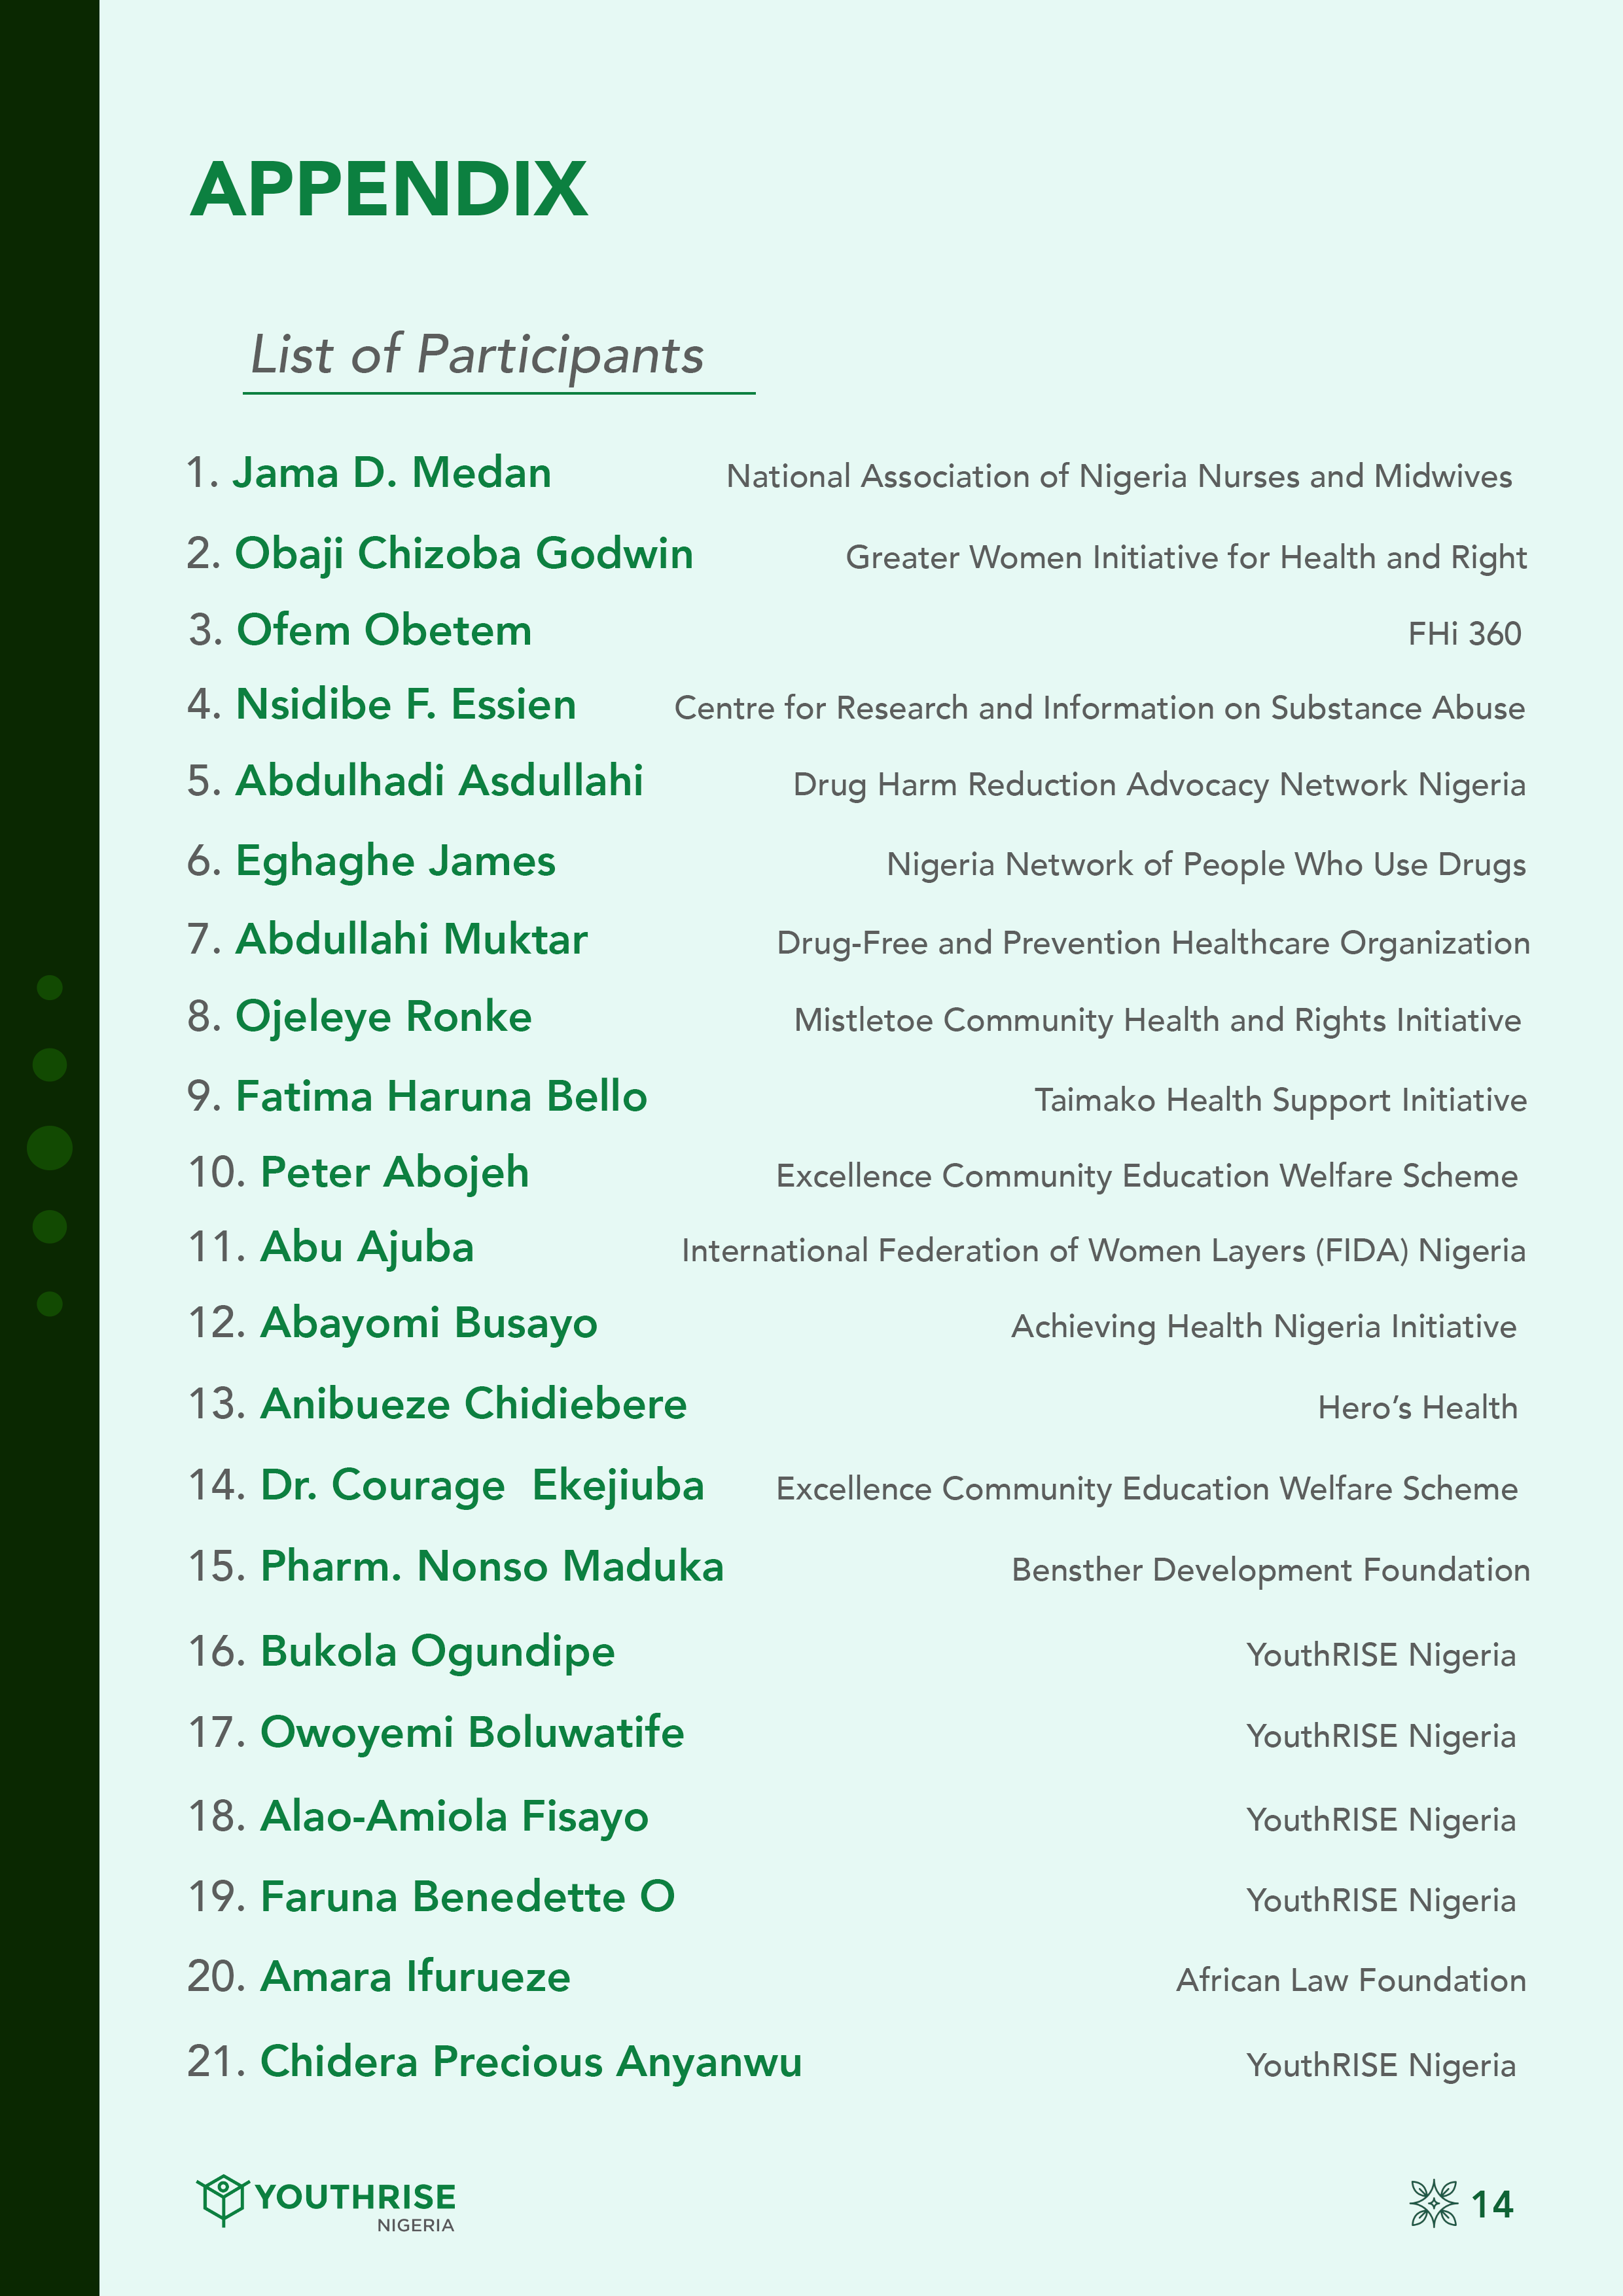 APPENDIX
List of Participants
1. Jama D. Medan National Association of Nigeria Nurses and Midwives
2. Obaji Chizoba Godwin Greater Women Initiative for Health and Right
3. Ofem Obetem FHi 360
4. Nsidibe F. Essien Centre for Research and Information on Substance Abuse
5. Abdulhadi Asdullahi Drug Harm Reduction Advocacy Network Nigeria
6. Eghaghe James Nigeria Network of People Who Use Drugs
7. Abdullahi Muktar Drug-Free and Prevention Healthcare Organization
8. Ojeleye Ronke Mistletoe Community Health and Rights Initiative
9. Fatima Haruna Bello Taimako Health Support Initiative
10. Peter Abojeh Excellence Community Education Welfare Scheme
11. Abu Ajuba International Federation of Women Layers (FIDA) Nigeria
12. Abayomi Busayo Achieving Health Nigeria Initiative
13. Anibueze Chidiebere Hero’s Health
14. Dr. Courage Ekejiuba Excellence Community Education Welfare Scheme
15. Pharm. Nonso Maduka Bensther Development Foundation
16. Bukola Ogundipe YouthRISE Nigeria
17. Owoyemi Boluwatife YouthRISE Nigeria
18. Alao-Amiola Fisayo YouthRISE Nigeria
19. Faruna Benedette O YouthRISE Nigeria
20. Amara Ifurueze African Law Foundation
21. Chidera Precious Anyanwu YouthRISE Nigeria
YOUTHRISE
NIGERIA
14